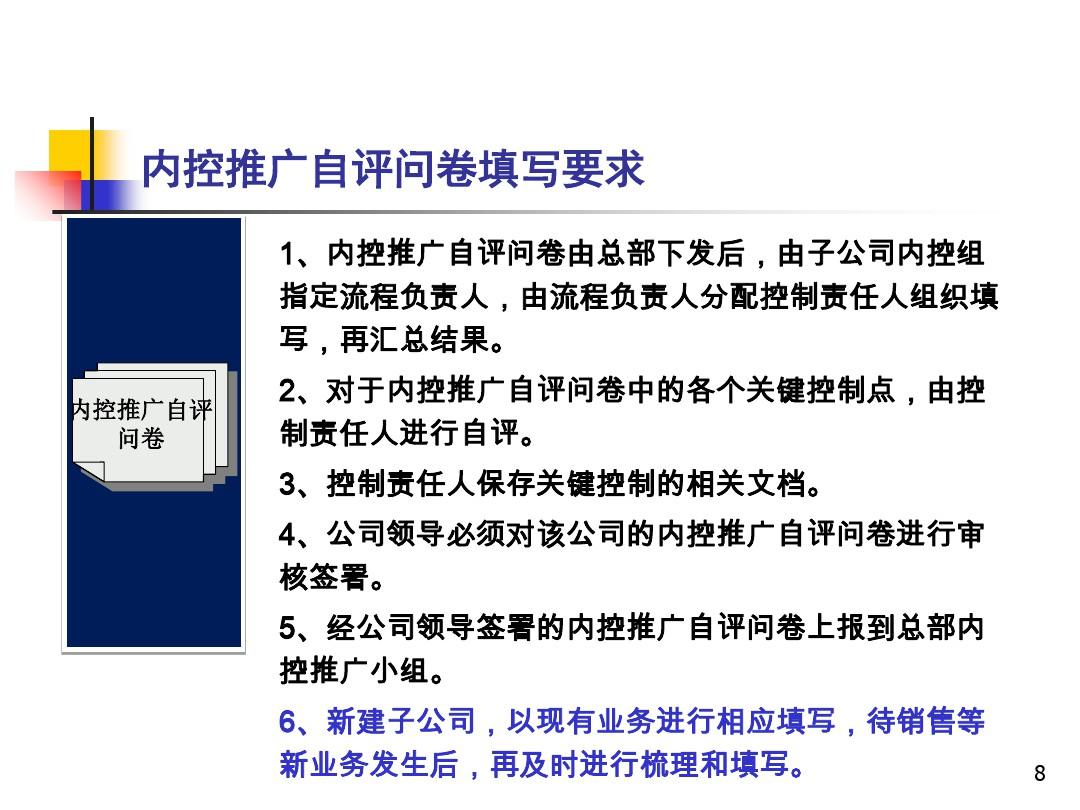 内控推广自评问卷填写要求
内控推广自评
问卷
1、内控推广自评问卷由总部下发后，由子公司内控组
指定流程负责人，由流程负责人分配控制责任人组织填
写，再汇总结果。
2、对于内控推广自评问卷中的各个关键控制点，由控
制责任人进行自评。
3、控制责任人保存关键控制的相关文档。
4、公司领导必须对该公司的内控推广自评问卷进行审
核签署。
5、经公司领导签署的内控推广自评问卷上报到总部内
控推广小组。
6、新建子公司，以现有业务进行相应填写，待销售等
新业务发生后，再及时进行梳理和填写。
8